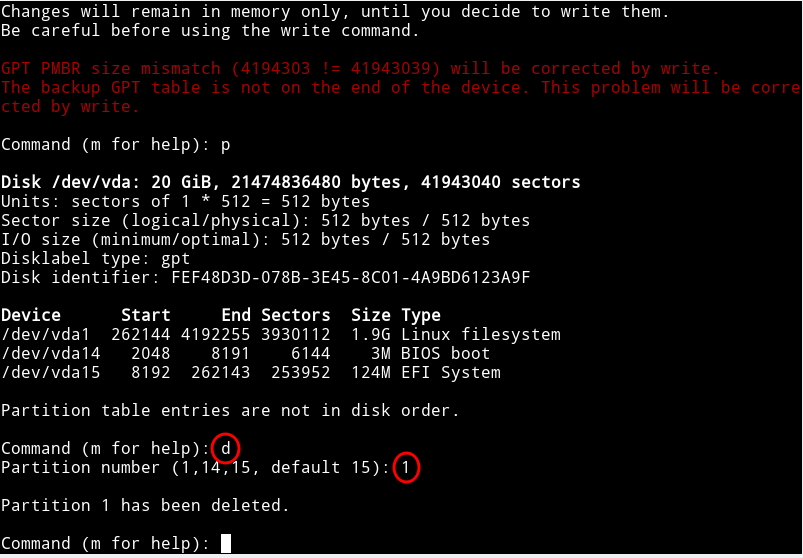 Changes will remain in memory only, until you decide to write them.
Be careful before using the write command.
GPT PMBR size mismatch (4194303 != 41943039) will be corrected by write.
The backup GPT table is not on the end of the device. This problem will be corre
cted by write.
Command (m for help): p
Disk /dev/vda: 20 GiB, 21474836480 bytes, 41943040 sectors
Units: sectors of 1 * 512 = 512 bytes
Sector size (logical/physical): 512 bytes / 512 bytes
I/O size (minimum/optimal): 512 bytes / 512 bytes
Disklabel type: gpt
Disk identifier: FEF48D3D-078B-3E45-8C01-4A9BD6123A9F
Device      Start     End Sectors  Size Type
/dev/vda1  262144 4192255 3930112  1.9G Linux filesystem
/dev/vda14   2048    8191    6144    3M BIOS boot
/dev/vda15   8192  262143  253952  124M EFI System
Partition table entries are not in disk order.
Command (m for help): d
Partition number (1,14,15, default 15): 1
Partition 1 has been deleted.
Command (m for help):